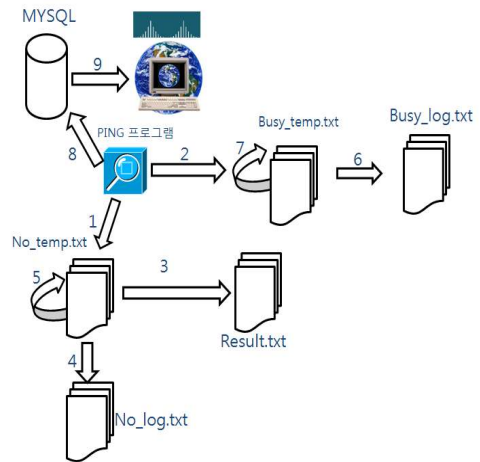 MYSQL
9
Busy_temp.txt
Busy_log.txt
PING 프로그램
8
2
7
6
1
No_temp.txt
5
3
Result.txt
4
No_log.txt